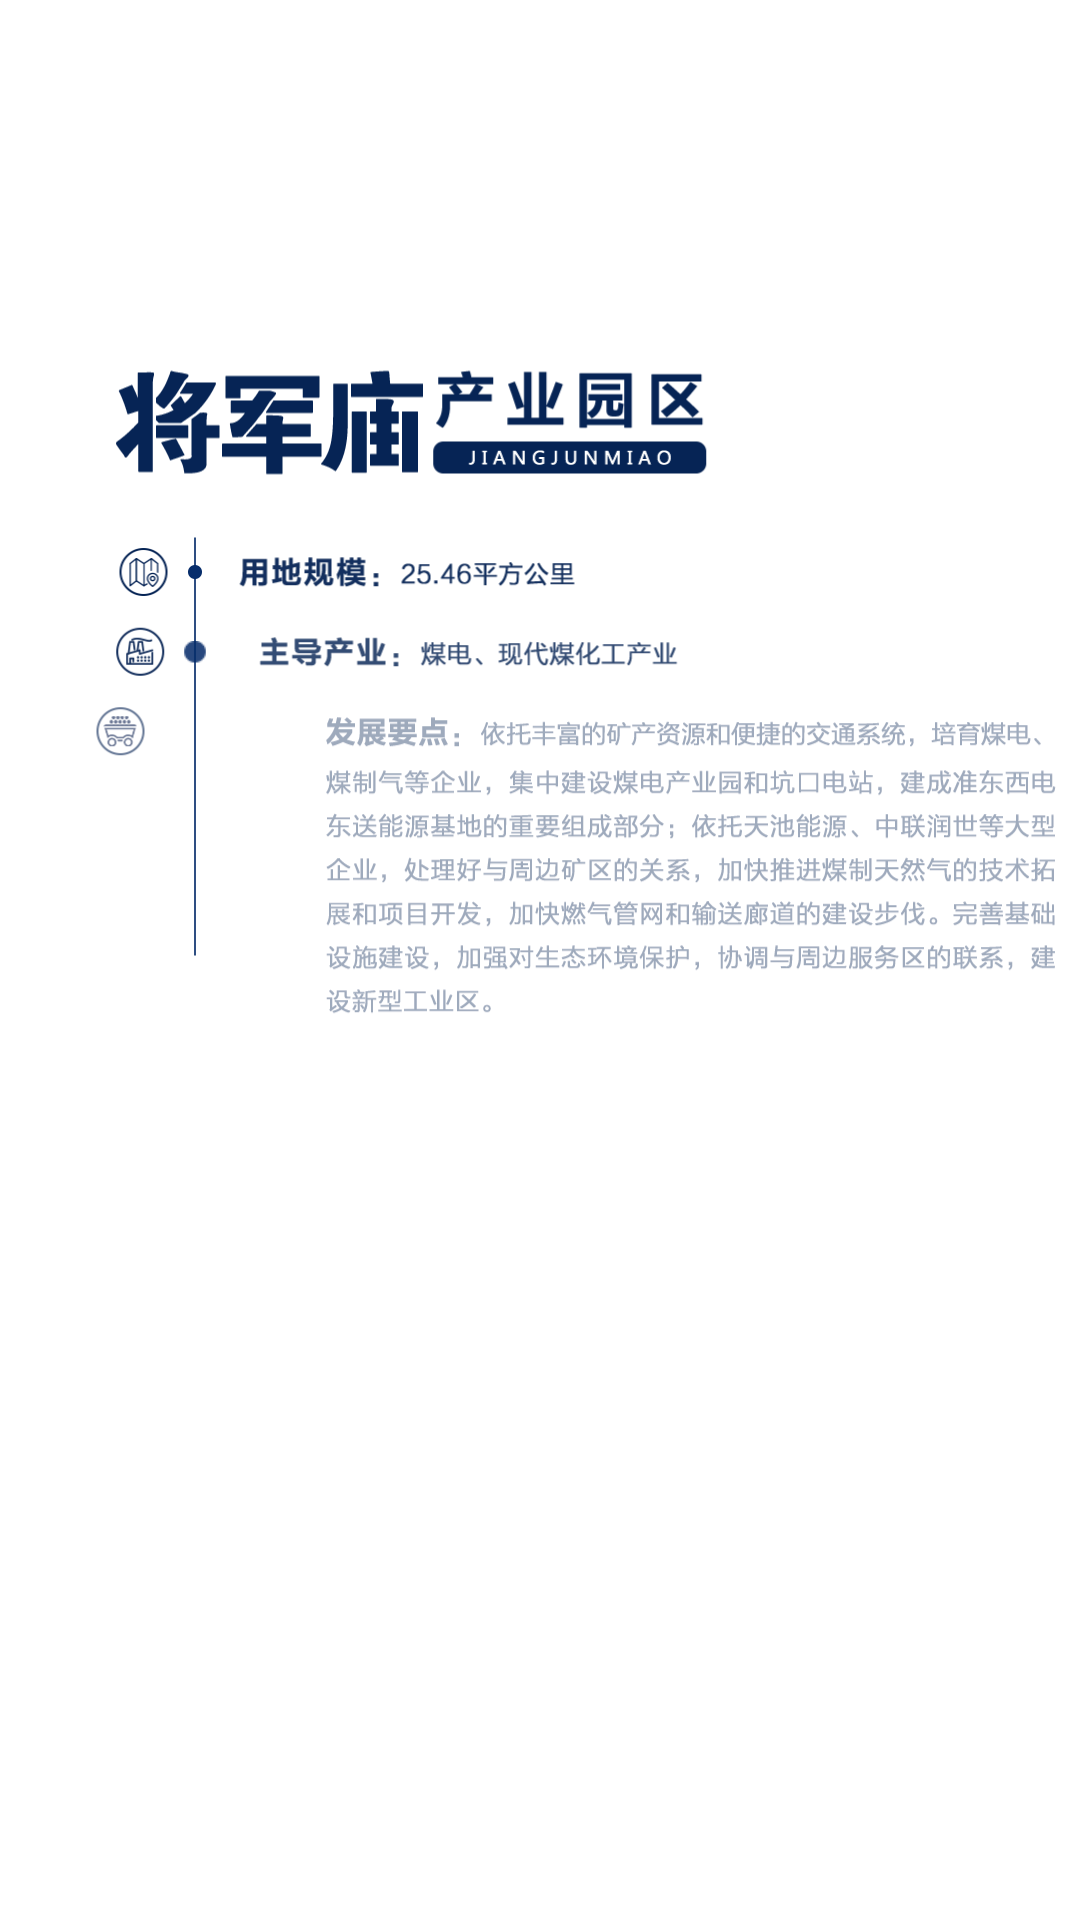 将军庙产业园区
JIANGJUNMIAO
用地规模：25.46平方公里
主导产业：煤电、现代煤化工产业
发展要点：依托丰富的矿产资源和便捷的交通系统，培育煤电、
煤制气等企业，集中建设煤电产业园和坑口电站，建成准东西电
东送能源基地的重要组成部分；依托天池能源、中联润世等大型
企业，处理好与周边矿区的关系，加快推进煤制天然气的技术拓
展和项目开发，加快燃气管网和输送廊道的建设步伐。完善基础
设施建设，加强对生态环境保护，协调与周边服务区的联系，建
设新型工业区。